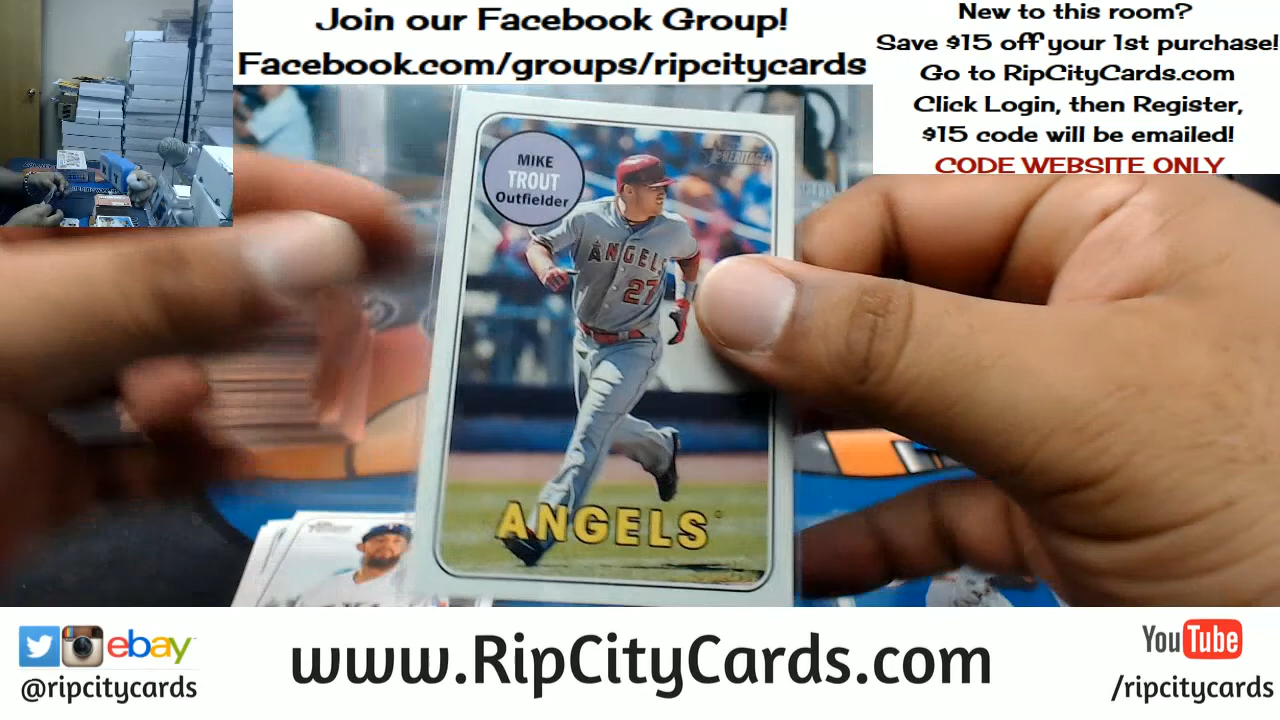 Join our Facebook Group!
Facebook.com/groups/ripcitycards
New to this room?
Save $15 off your 1st purchase!
Go to RipCityCards.com
Click Login, then Register,
$15 code will be emailed!
CODE WEBSITE ONLY
MIKE
TROUT
Outfielder
HERITAGE
ANGELS
27
ANGELS
ebay
@ripcitycards
www.RipCityCards.com
YouTube
/ripcitycards